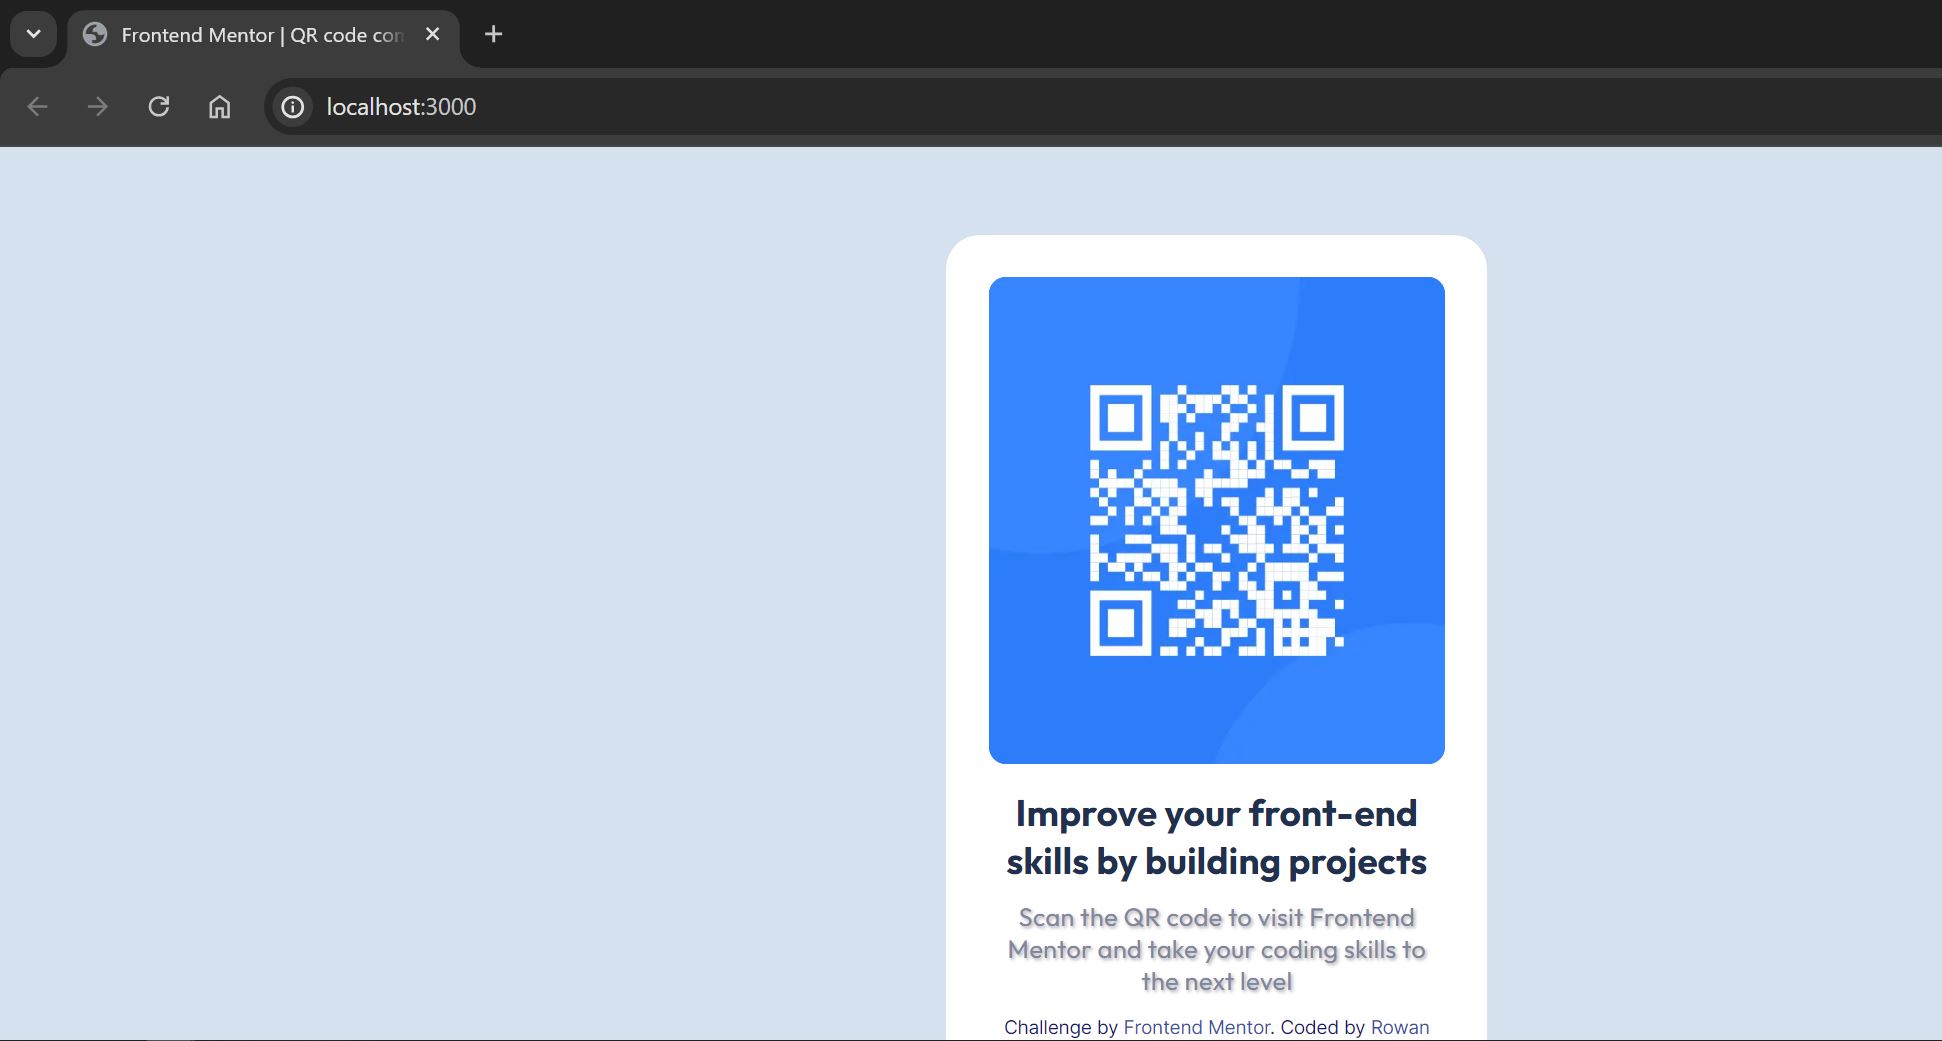 Frontend Mentor | QR code con
localhost:3000
Improve your front-end
skills by building projects
Scan the QR code to visit Frontend
Mentor and take your coding skills to
the next level
Challenge by Frontend Mentor. Coded by Rowan